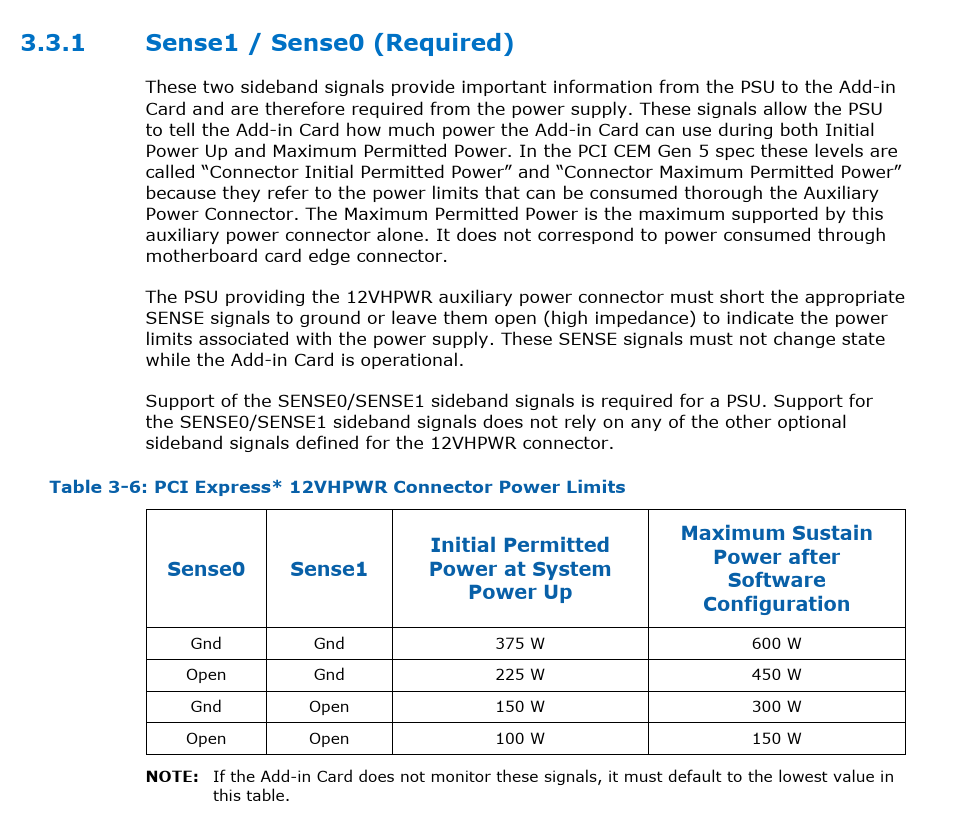 3.3.1 Sense1 / Sense0 (Required)
These two sideband signals provide important information from the PSU to the Add-in
Card and are therefore required from the power supply. These signals allow the PSU
to tell the Add-in Card how much power the Add-in Card can use during both Initial
Power Up and Maximum Permitted Power. In the PCI CEM Gen 5 spec these levels are
called “Connector Initial Permitted Power” and “Connector Maximum Permitted Power”
because they refer to the power limits that can be consumed thorough the Auxiliary
Power Connector. The Maximum Permitted Power is the maximum supported by this
auxiliary power connector alone. It does not correspond to power consumed through
motherboard card edge connector.
The PSU providing the 12VHPWR auxiliary power connector must short the appropriate
SENSE signals to ground or leave them open (high impedance) to indicate the power
limits associated with the power supply. These SENSE signals must not change state
while the Add-in Card is operational.
Support of the SENSE0/SENSE1 sideband signals is required for a PSU. Support for
the SENSE0/SENSE1 sideband signals does not rely on any of the other optional
sideband signals defined for the 12VHPWR connector.
Table 3-6: PCI Express* 12VHPWR Connector Power Limits
Sense0
Sense1
Initial Permitted
Power at System
Power Up
Maximum Sustain
Power after
Software
Configuration
Gnd Gnd 375 W 600 W
Open Gnd 225 W 450 W
Gnd Open 150 W 300 W
Open Open 100 W 150 W
NOTE: If the Add-in Card does not monitor these signals, it must default to the lowest value in
this table.